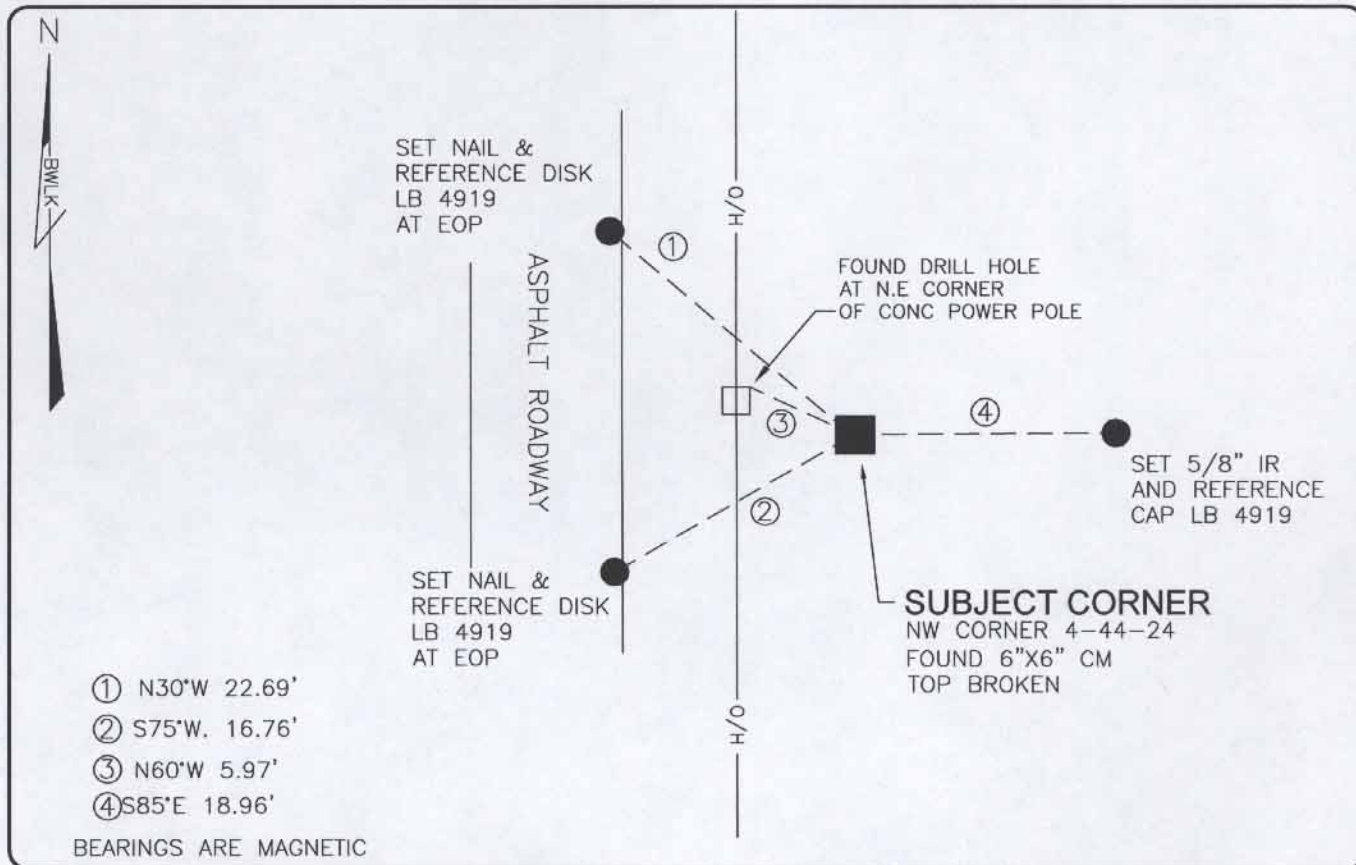 N
BWLK
SET NAIL &
REFERENCE DISK
LB 4919
AT EOP
ASPHALT ROADWAY
O/H
①
FOUND DRILL HOLE
AT N.E CORNER
OF CONC POWER POLE
③
④
②
SET 5/8" IR
AND REFERENCE
CAP LB 4919
SET NAIL &
REFERENCE DISK
LB 4919
AT EOP
SUBJECT CORNER
NW CORNER 4-44-24
FOUND 6"X6" CM
TOP BROKEN
O/H
① N30°W 22.69'
② S75°W. 16.76'
③ N60°W 5.97'
④S85°E 18.96'
BEARINGS ARE MAGNETIC